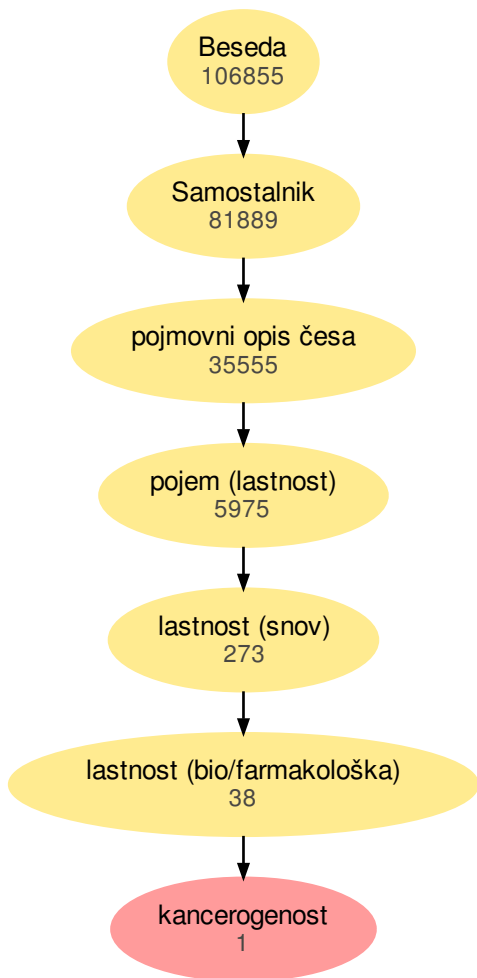 Beseda
106855
Samostalnik
81889
pojmovni opis česa
35555
pojem (lastnost)
5975
lastnost (snov)
273
lastnost (bio/farmakološka)
38
kancerogenost
1